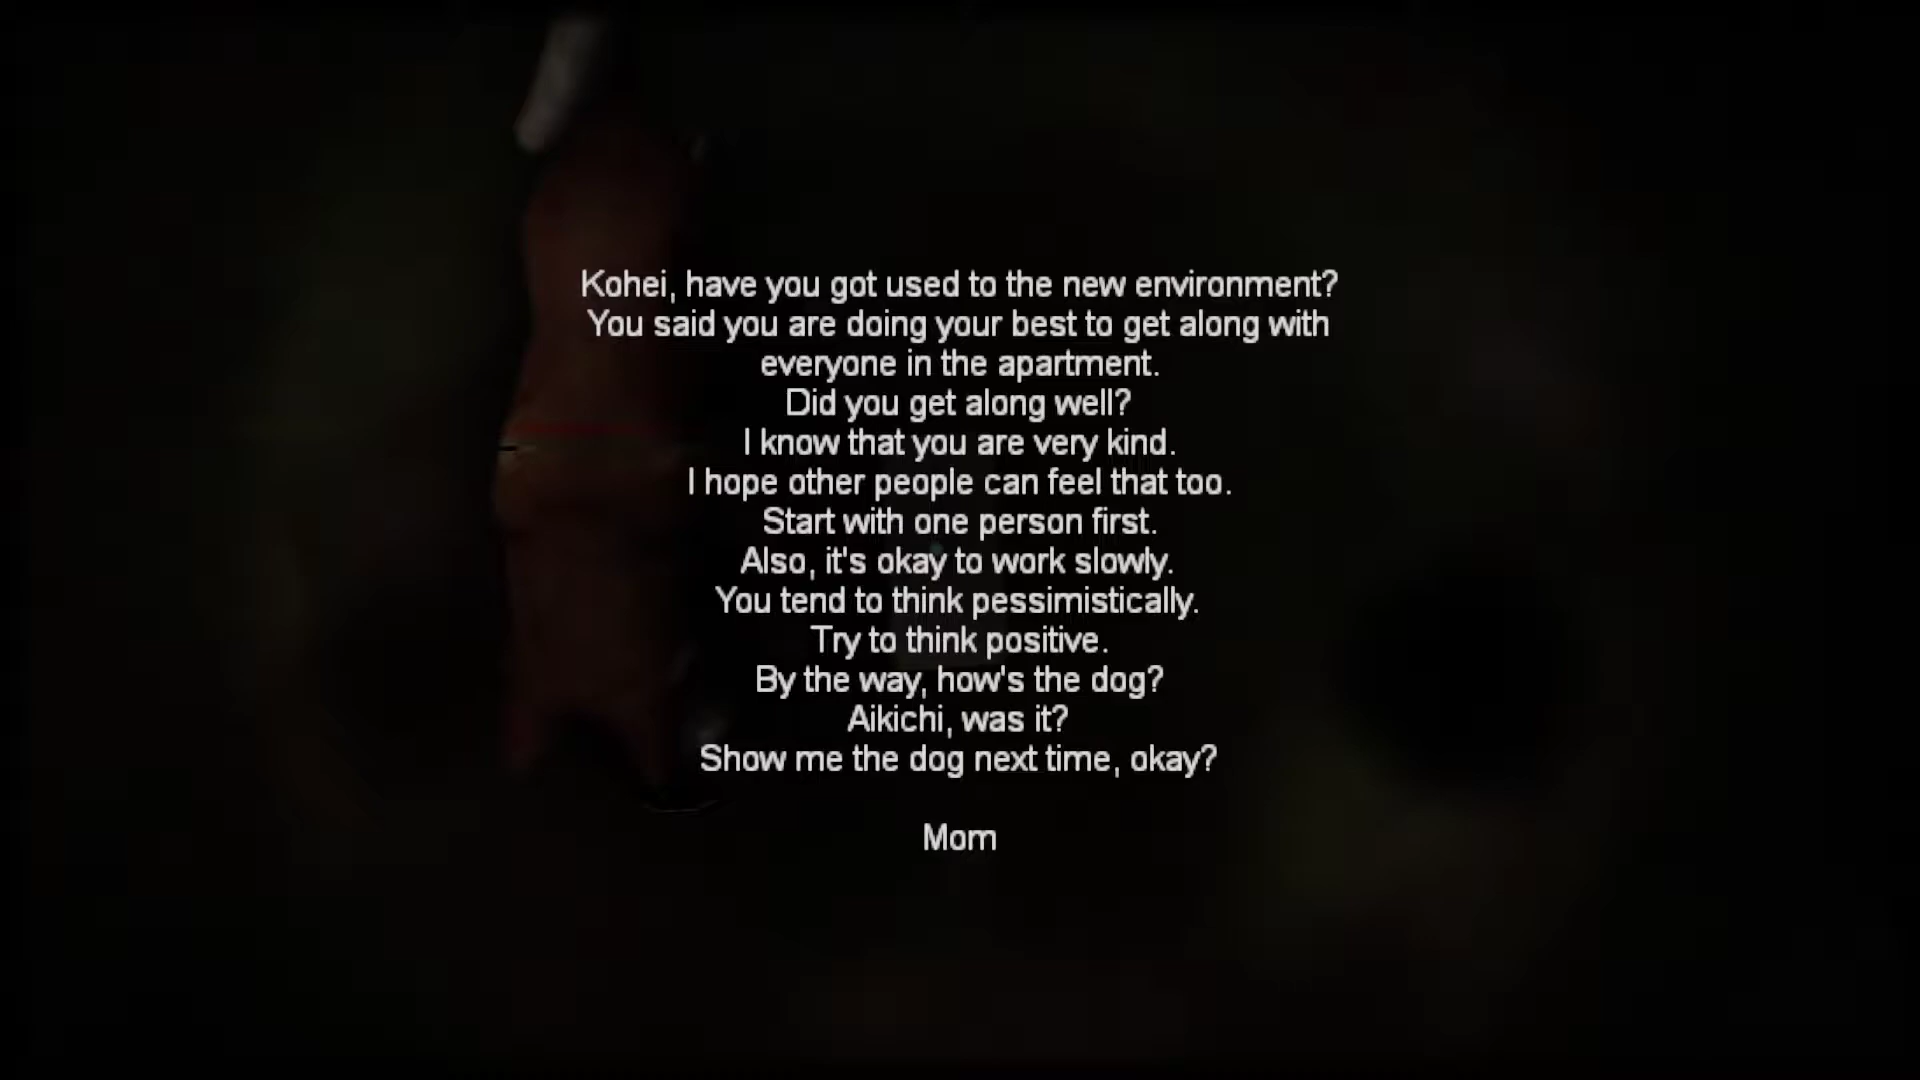 Kohei, have you got used to the new environment?
You said you are doing your best to get along with
everyone in the apartment.
Did you get along well?
I know that you are very kind.
I hope other people can feel that too.
Start with one person first.
Also, it's okay to work slowly.
You tend to think pessimistically.
Try to think positive.
By the way, how's the dog?
Aikichi, was it?
Show me the dog next time, okay?
Mom